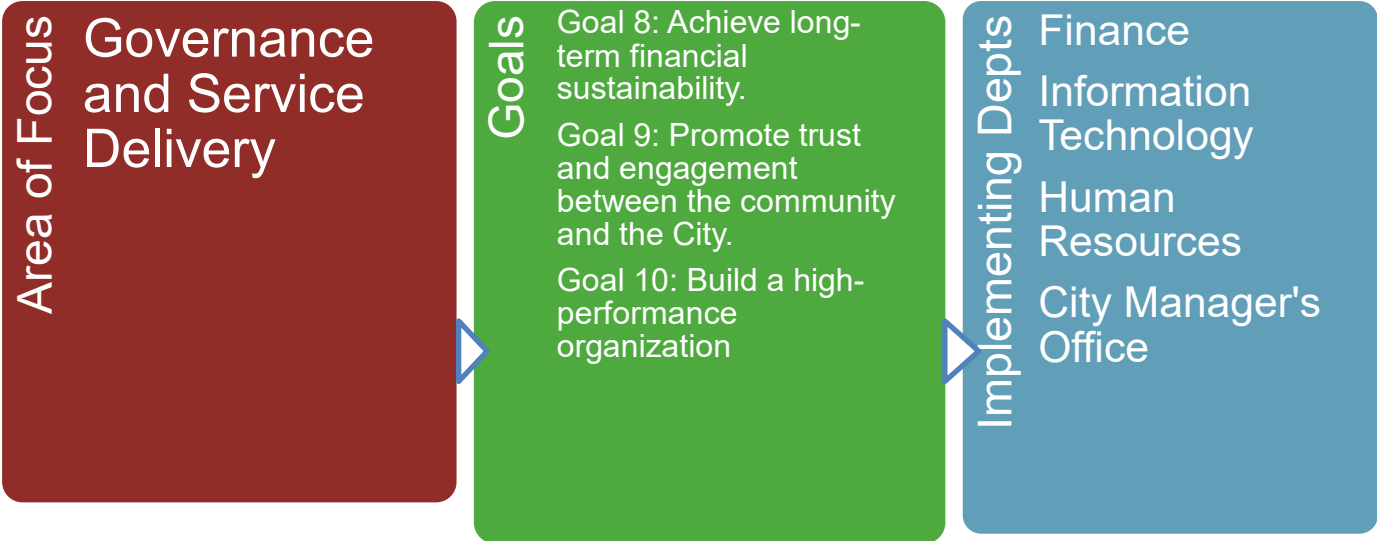 Area of Focus
Governance
and Service
Delivery
Goals
Goal 8: Achieve long-
term financial
sustainability.
Goal 9: Promote trust
and engagement
between the community
and the City.
Goal 10: Build a high-
performance
organization
Implementing Depts
Finance
Information
Technology
Human
Resources
City Manager's
Office